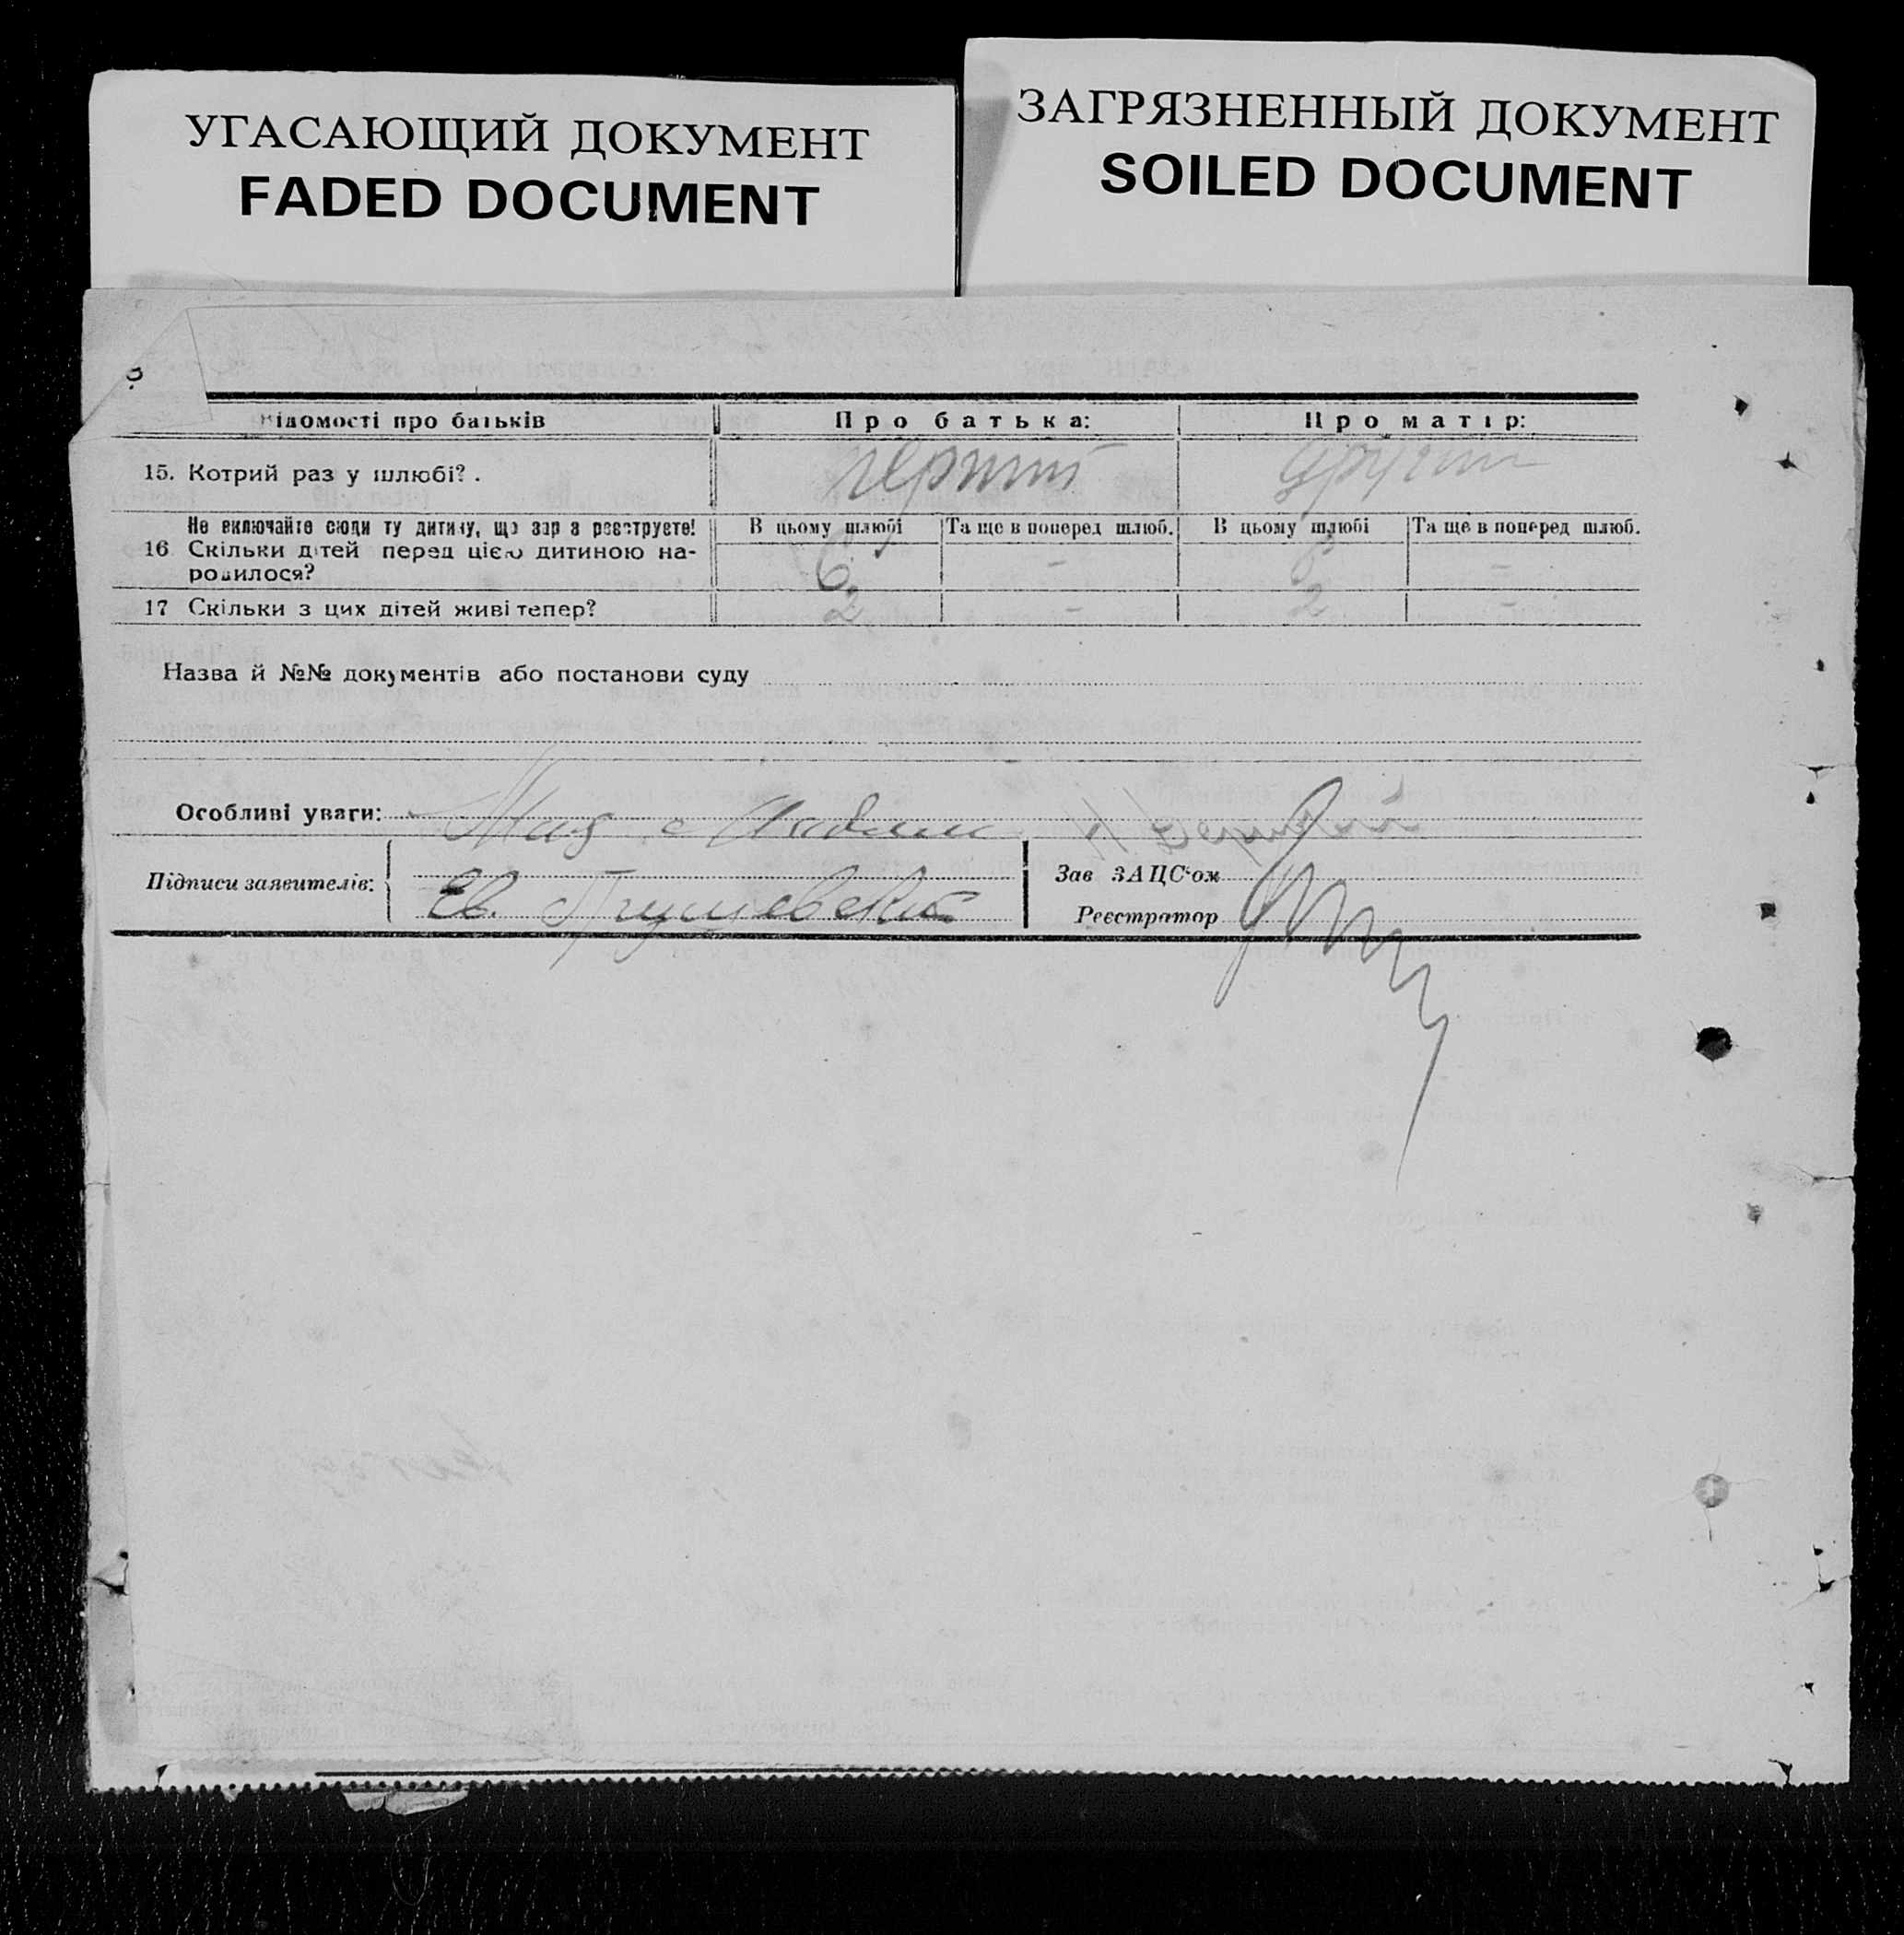 УГАСАЮЩИЙ ДОКУМЕНТ
FADED DOCUMENT
ЗАГРЯЗНЕННЫЙ ДОКУМЕНТ
SOILED DOCUMENT
Відомості про батьків Про батька: Про матір:
15. Котрий раз у шлюбі? . перший другий
Не включайте сюди ту дитину, що зар з реєструєте! В цьому шлюбі Та ще в поперед шлюб. В цьому шлюбі Та ще в поперед шлюб.
16 Скільки дітей перед цією дитиною на-
родилося? 6 - 6 -
17 Скільки з цих дітей живі тепер? 2 - 2 -
Назва й №№ документів або постанови суду
Особливі уваги:
Підписи заявителів: Зав ЗАЦС'ом
Ев. Реєстратор